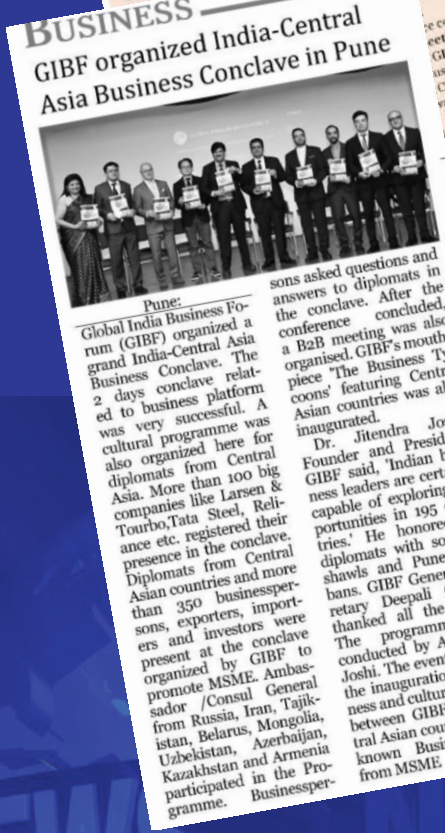 BUSINESS
GIBF organized India-Central
Asia Business Conclave in Pune
Pune:
Global India Business Fo-
rum (GIBF) organized a
grand India-Central Asia
Business Conclave. The
2 days conclave relat-
ed to business platform
was very successful. A
cultural programme was
also organized here for
diplomats from Central
Asia. More than 100 big
companies like Larsen &
Tourbo,Tata Steel, Reli-
ance etc. registered their
presence in the conclave.
Diplomats from Central
Asian countries and more
than 350 businessper-
sons, exporters, import-
ers and investors were
present at the conclave
organized by GIBF to
promote MSME. Ambas-
sador /Consul General
from Russia, Iran, Tajik-
istan, Belarus, Mongolia,
Uzbekistan, Azerbaijan,
Kazakhstan and Armenia
participated in the Pro-
gramme. Businessper-
sons asked questions and
answers to diplomats in
the conclave. After the
conference concluded,
a B2B meeting was also
organised. GIBF's mouth
piece 'The Business Ty
coons' featuring Centr
Asian countries was al
inaugurated.
Dr. Jitendra Jo
Founder and Presid
GIBF said, 'Indian b
ness leaders are cert
capable of exploring
portunities in 195
tries.' He honore
diplomats with so
shawls and Pune
bans. GIBF Gene
retary Deepali
thanked all the
The programm
conducted by A
Joshi. The even
the inauguratio
ness and cultu
between GIBF
tral Asian cou
known Busi
from MSME